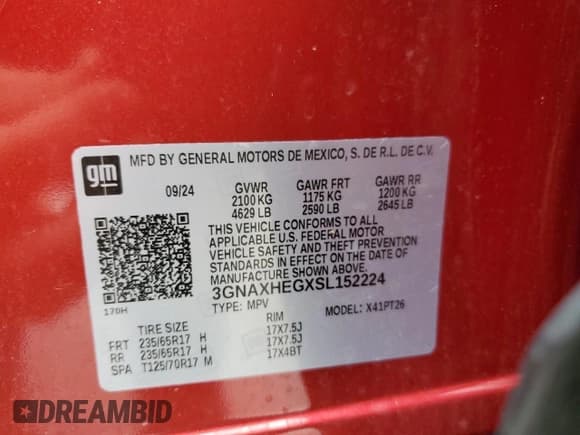 gm
MFD BY GENERAL MOTORS DE MEXICO, S. DE R.L. DE C.V.
09/24 GVWR GAWR FRT GAWR RR
2100 KG 1175 KG 1200 KG
4629 LB 2590 LB 2645 LB
THIS VEHICLE CONFORMS TO ALL
APPLICABLE U.S. FEDERAL MOTOR
VEHICLE SAFETY AND THEFT PREVENTION
STANDARDS IN EFFECT ON THE DATE OF
MANUFACTURE SHOWN ABOVE.
3GNAXHEGXSL152224
170H TYPE: MPV MODEL: X41PT26
TIRE SIZE RIM
FRT 235/65R17 H 17X7.5J
RR 235/65R17 H 17X7.5J
SPA T125/70R17 M 17X4BT
DREAMBID